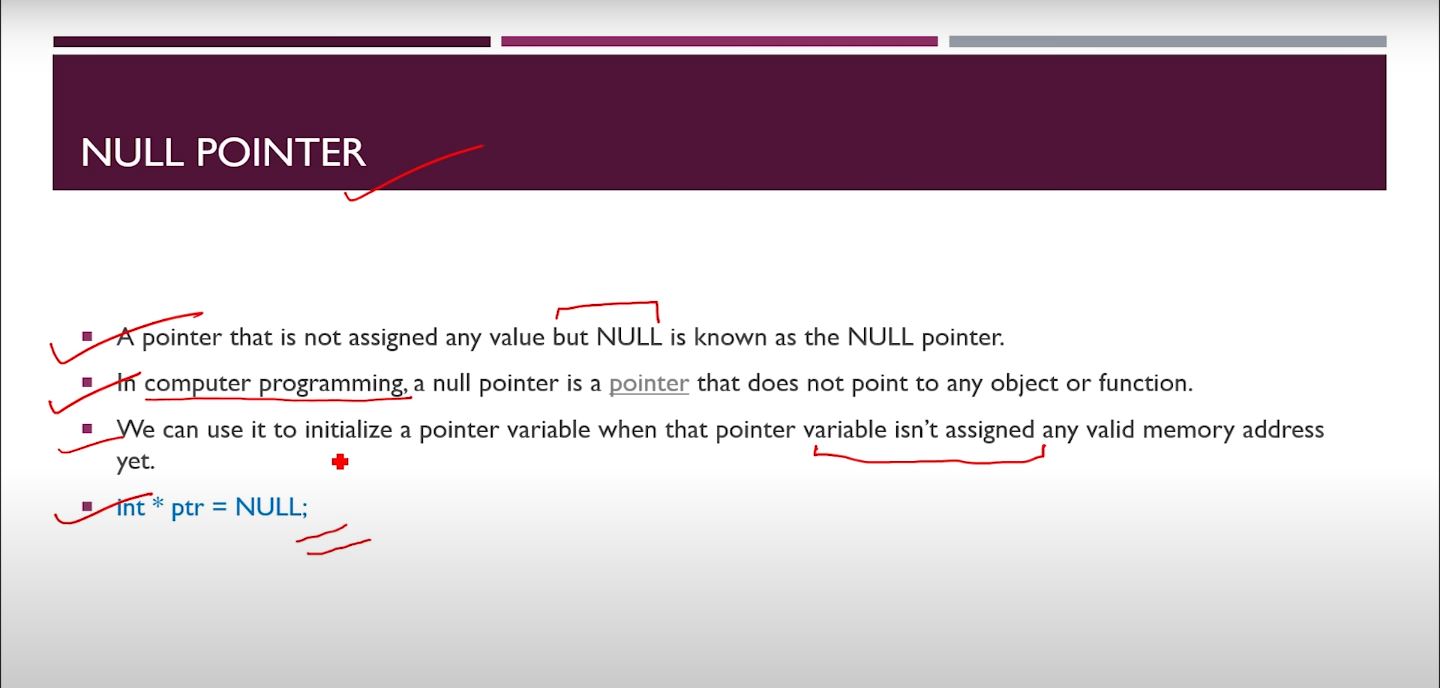 NULL POINTER
A pointer that is not assigned any value but NULL is known as the NULL pointer.
In computer programming, a null pointer is a pointer that does not point to any object or function.
We can use it to initialize a pointer variable when that pointer variable isn’t assigned any valid memory address
yet.
int * ptr = NULL;